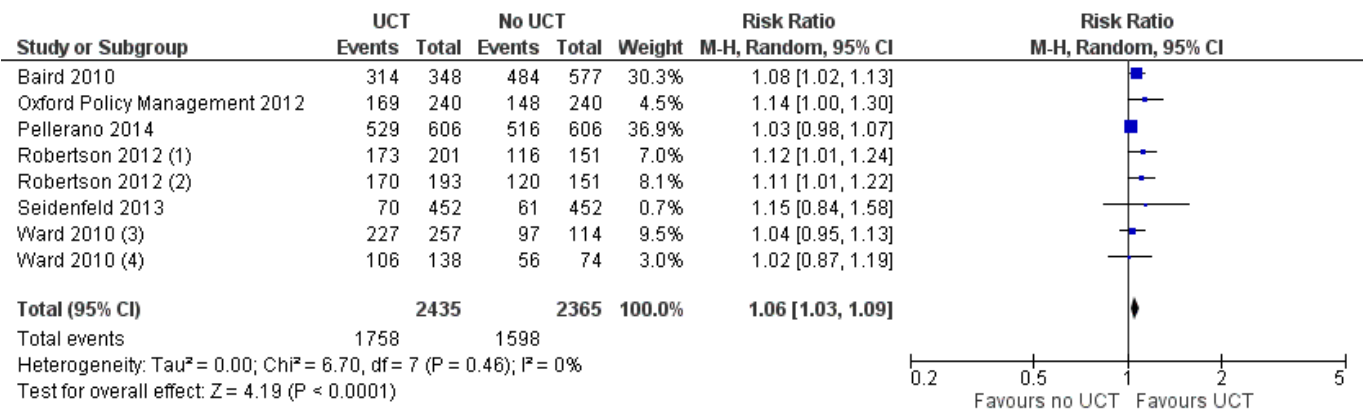 UCT No UCT Risk Ratio Risk Ratio
Study or Subgroup Events Total Events Total Weight M-H, Random, 95% CI M-H, Random, 95% CI
Baird 2010 314 348 484 577 30.3% 1.08 [1.02, 1.13]
Oxford Policy Management 2012 169 240 148 240 4.5% 1.14 [1.00, 1.30]
Pellerano 2014 529 606 516 606 36.9% 1.03 [0.98, 1.07]
Robertson 2012 (1) 173 201 116 151 7.0% 1.12 [1.01, 1.24]
Robertson 2012 (2) 170 193 120 151 8.1% 1.11 [1.01, 1.22]
Seidenfeld 2013 70 452 61 452 0.7% 1.15 [0.84, 1.58]
Ward 2010 (3) 227 257 97 114 9.5% 1.04 [0.95, 1.13]
Ward 2010 (4) 106 138 56 74 3.0% 1.02 [0.87, 1.19]
Total (95% CI) 2435 2365 100.0% 1.06 [1.03, 1.09]
Total events 1758 1598
Heterogeneity: Tau² = 0.00; Chi² = 6.70, df = 7 (P = 0.46); I² = 0%
Test for overall effect: Z = 4.19 (P < 0.0001)
0.2 0.5 1 2 5
Favours no UCT Favours UCT